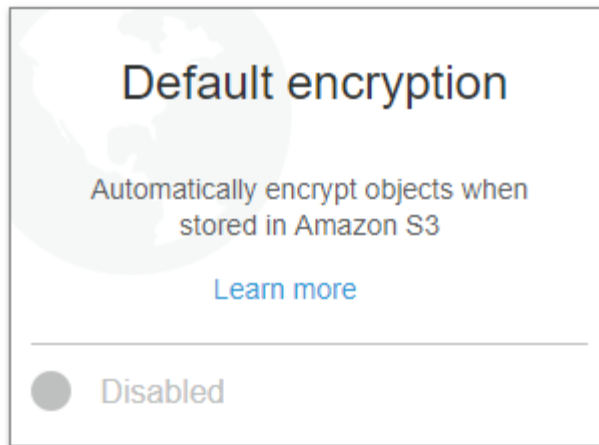 Default encryption
Automatically encrypt objects when
stored in Amazon S3
Learn more
Disabled